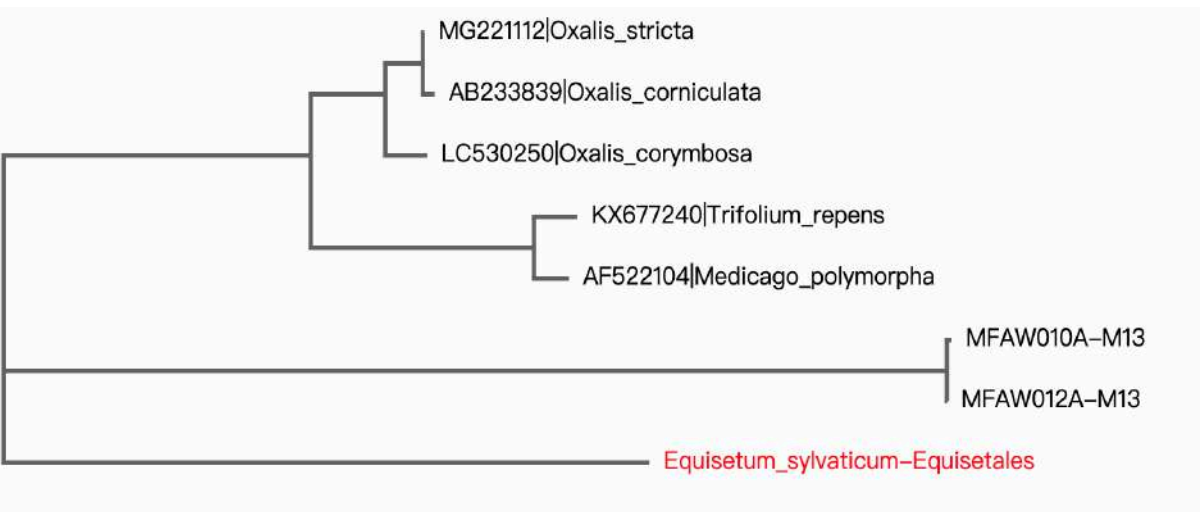 MG221112|Oxalis_stricta
AB233839|Oxalis_corniculata
LC530250|Oxalis_corymbosa
KX677240|Trifolium_repens
AF522104|Medicago_polymorpha
MFAW010A–M13
MFAW012A–M13
Equisetum_sylvaticum–Equisetales